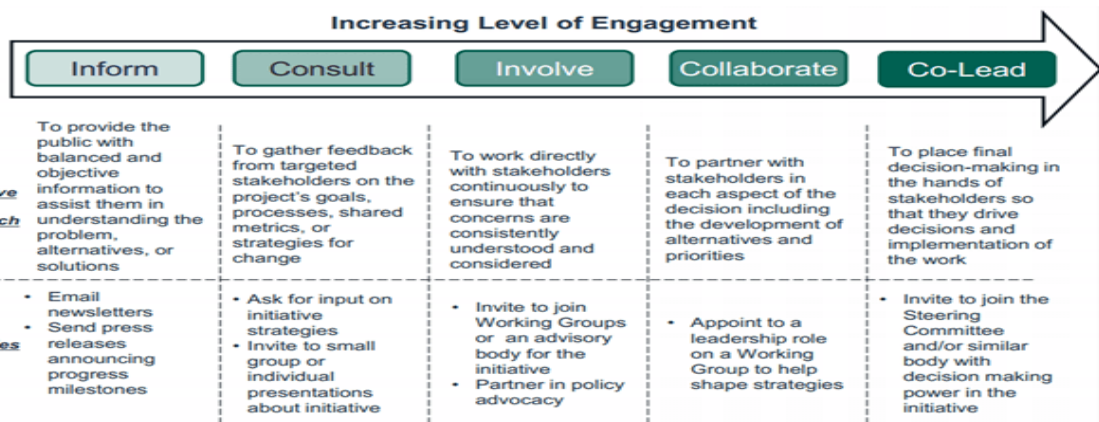 Increasing Level of Engagement
Inform
Consult
Involve
Collaborate
Co-Lead
ve
ch
To provide the
public with
balanced and
objective
information to
assist them in
understanding the
problem,
alternatives, or
solutions
To gather feedback
from targeted
stakeholders on the
project's goals,
processes, shared
metrics, or
strategies for
change
To work directly
with stakeholders
continuously to
ensure that
concerns are
consistently
understood and
considered
To partner with
stakeholders in
each aspect of the
decision including
the development of
alternatives and
priorities
To place final
decision-making in
the hands of
stakeholders so
that they drive
decisions and
implementation of
the work
es
• Email
newsletters
• Send press
releases
announcing
progress
milestones
• Ask for input on
initiative
strategies
• Invite to small
group or
individual
presentations
about initiative
• Invite to join
Working Groups
or an advisory
body for the
initiative
• Partner in policy
advocacy
• Appoint to a
leadership role
on a Working
Group to help
shape strategies
• Invite to join the
Steering
Committee
and/or similar
body with
decision making
power in the
initiative